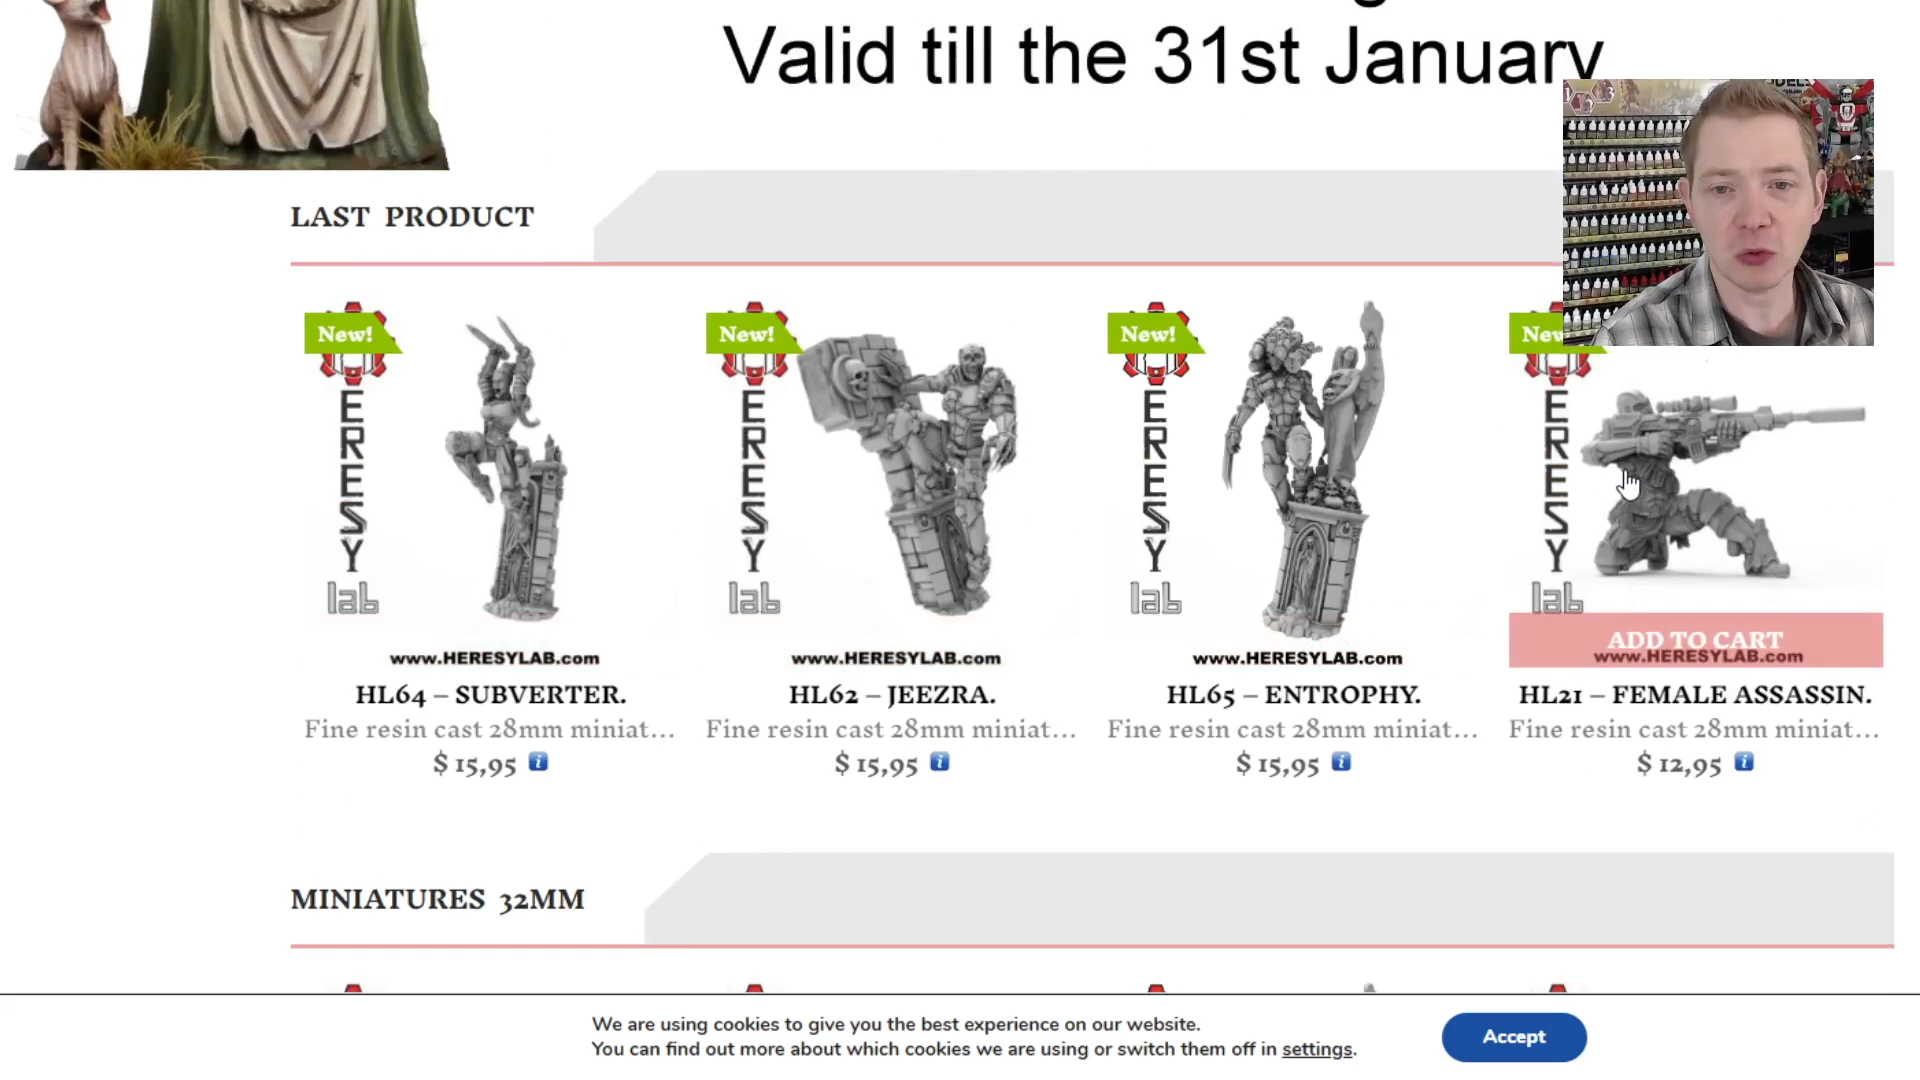 Valid till the 31st January
LAST PRODUCT
New!
ERESY
lab
www.HERESYLAB.com
HL64 – SUBVERTER.
Fine resin cast 28mm miniat...
$ 15,95
New!
ERESY
lab
www.HERESYLAB.com
HL62 – JEEZRA.
Fine resin cast 28mm miniat...
$ 15,95
New!
ERESY
lab
www.HERESYLAB.com
HL65 – ENTROPHY.
Fine resin cast 28mm miniat...
$ 15,95
New
ERESY
lab
ADD TO CART
www.HERESYLAB.com
HL21 – FEMALE ASSASSIN.
Fine resin cast 28mm miniat...
$ 12,95
MINIATURES 32MM
We are using cookies to give you the best experience on our website.
You can find out more about which cookies we are using or switch them off in settings.
Accept